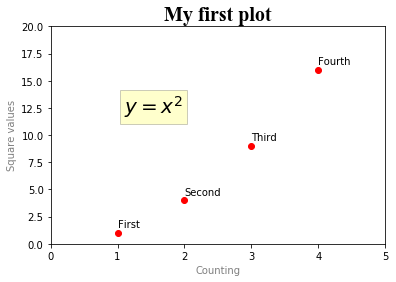 My first plot
20.0
17.5
15.0
12.5
10.0
7.5
5.0
2.5
0.0
Square values
Fourth
y = x²
Third
Second
First
0 1 2 3 4 5
Counting